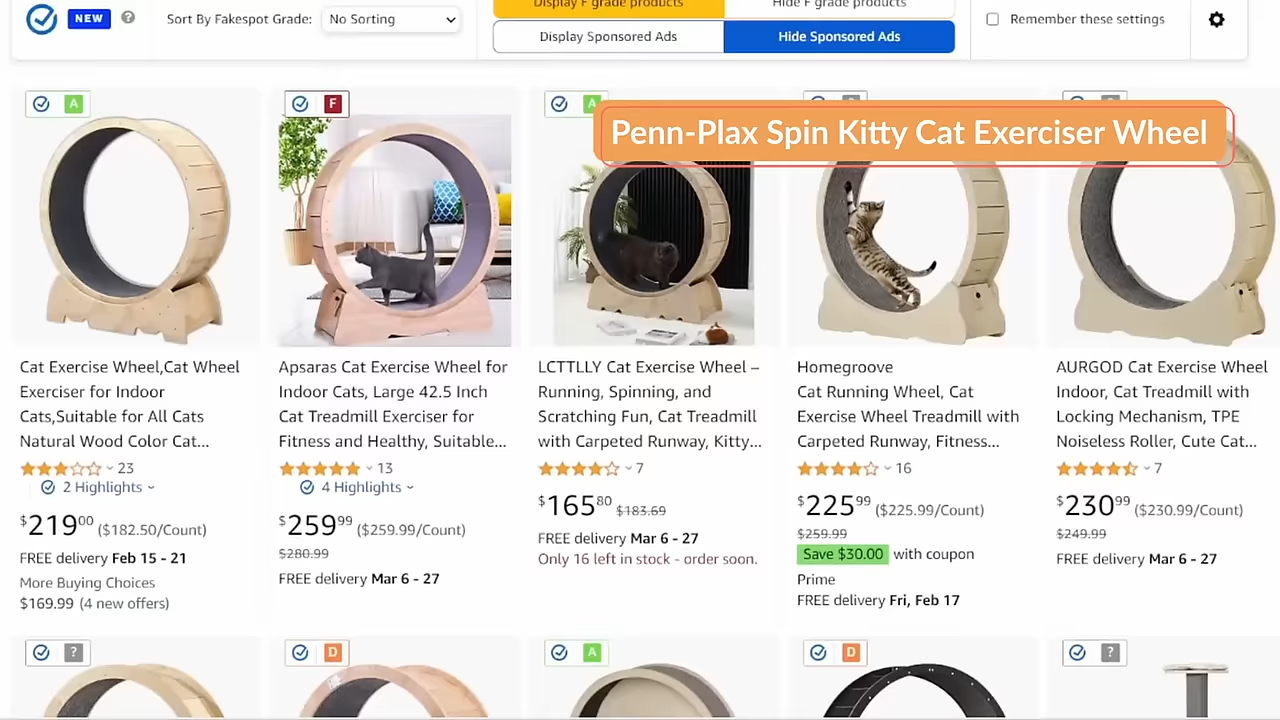 NEW
Sort By Fakespot Grade:
No Sorting
Display F grade products
Hide F grade products
Display Sponsored Ads
Hide Sponsored Ads
Remember these settings
Penn-Plax Spin Kitty Cat Exerciser Wheel
A
Cat Exercise Wheel,Cat Wheel
Exerciser for Indoor
Cats,Suitable for All Cats
Natural Wood Color Cat...
23
2 Highlights
$219 00 ($182.50/Count)
FREE delivery Feb 15 - 21
More Buying Choices
$169.99 (4 new offers)
F
Apsaras Cat Exercise Wheel for
Indoor Cats, Large 42.5 Inch
Cat Treadmill Exerciser for
Fitness and Healthy, Suitable...
13
4 Highlights
$259 99 ($259.99/Count)
$280.99
FREE delivery Mar 6 - 27
A
LCTTLLY Cat Exercise Wheel –
Running, Spinning, and
Scratching Fun, Cat Treadmill
with Carpeted Runway, Kitty...
7
$165 80 $183.69
FREE delivery Mar 6 - 27
Only 16 left in stock - order soon.
Homegroove
Cat Running Wheel, Cat
Exercise Wheel Treadmill with
Carpeted Runway, Fitness...
16
$225 99 ($225.99/Count)
$259.99
Save $30.00 with coupon
Prime
FREE delivery Fri, Feb 17
AURGOD Cat Exercise Wheel
Indoor, Cat Treadmill with
Locking Mechanism, TPE
Noiseless Roller, Cute Cat...
7
$230 99 ($230.99/Count)
$249.99
FREE delivery Mar 6 - 27
?
D
A
D
?